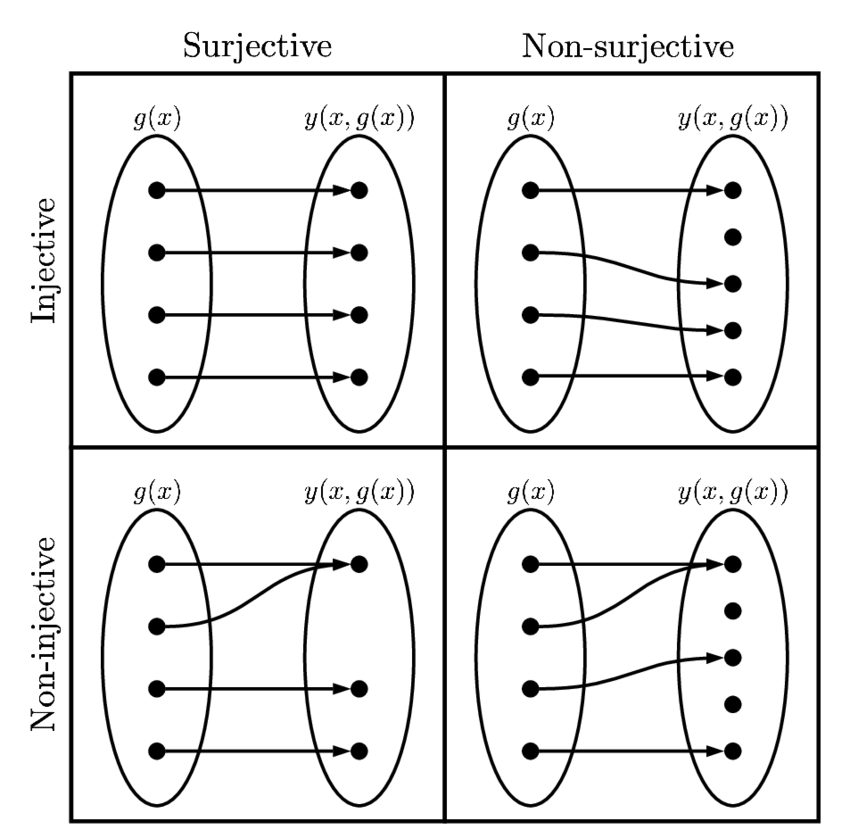 Surjective
Non-surjective
Injective
g(x)
y(x, g(x))
g(x)
y(x, g(x))
Non-injective
g(x)
y(x, g(x))
g(x)
y(x, g(x))